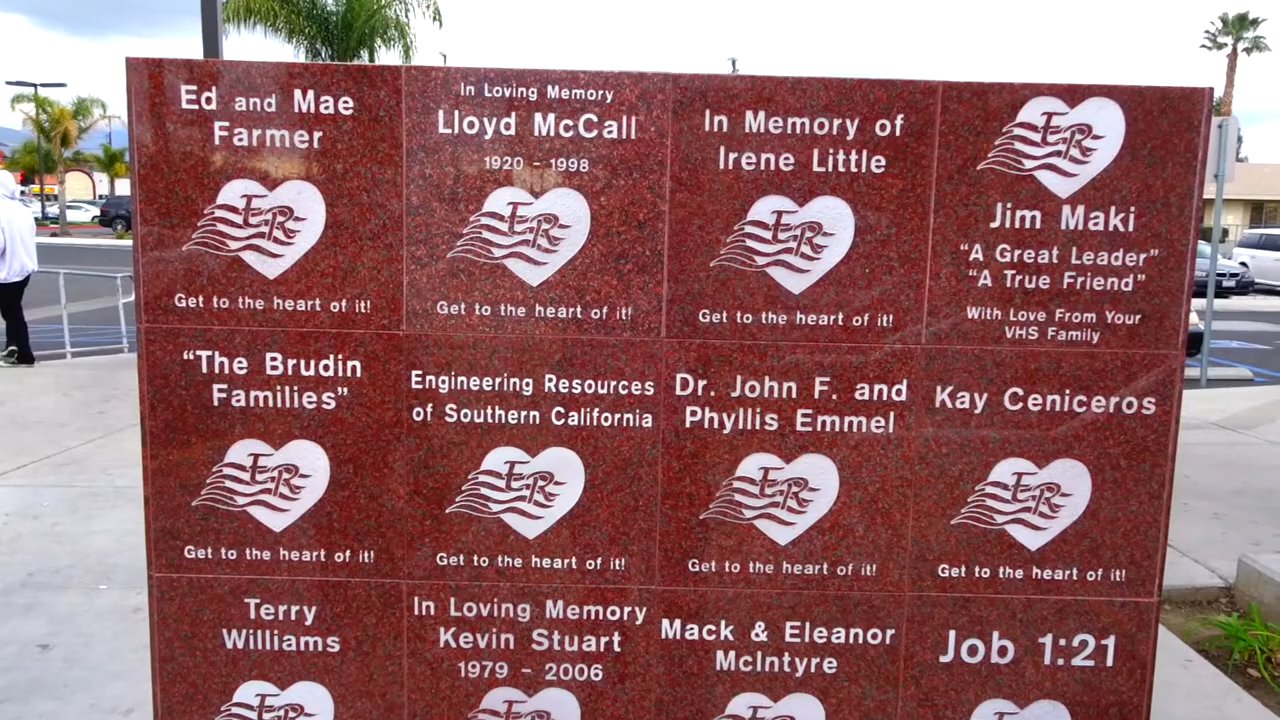 Ed and Mae
Farmer
ER
Get to the heart of it!
In Loving Memory
Lloyd McCall
1920 - 1998
ER
Get to the heart of it!
In Memory of
Irene Little
ER
Get to the heart of it!
ER
Jim Maki
“A Great Leader”
“A True Friend”
With Love From Your
VHS Family
“The Brudin
Families”
ER
Get to the heart of it!
Engineering Resources
of Southern California
ER
Get to the heart of it!
Dr. John F. and
Phyllis Emmel
ER
Get to the heart of it!
Kay Ceniceros
ER
Get to the heart of it!
Terry
Williams
ER
In Loving Memory
Kevin Stuart
1979 - 2006
ER
Mack & Eleanor
McIntyre
ER
Job 1:21